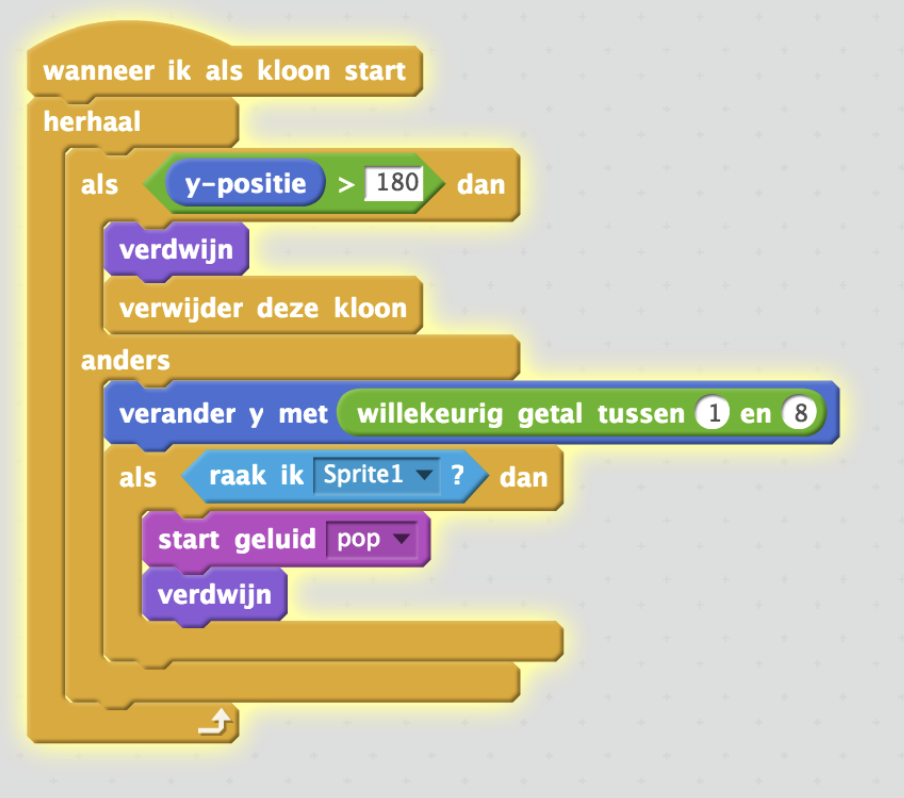 wanneer ik als kloon start
herhaal
als y-positie > 180 dan
verdwijn
verwijder deze kloon
anders
verander y met willekeurig getal tussen 1 en 8
als raak ik Sprite1 ? dan
start geluid pop
verdwijn